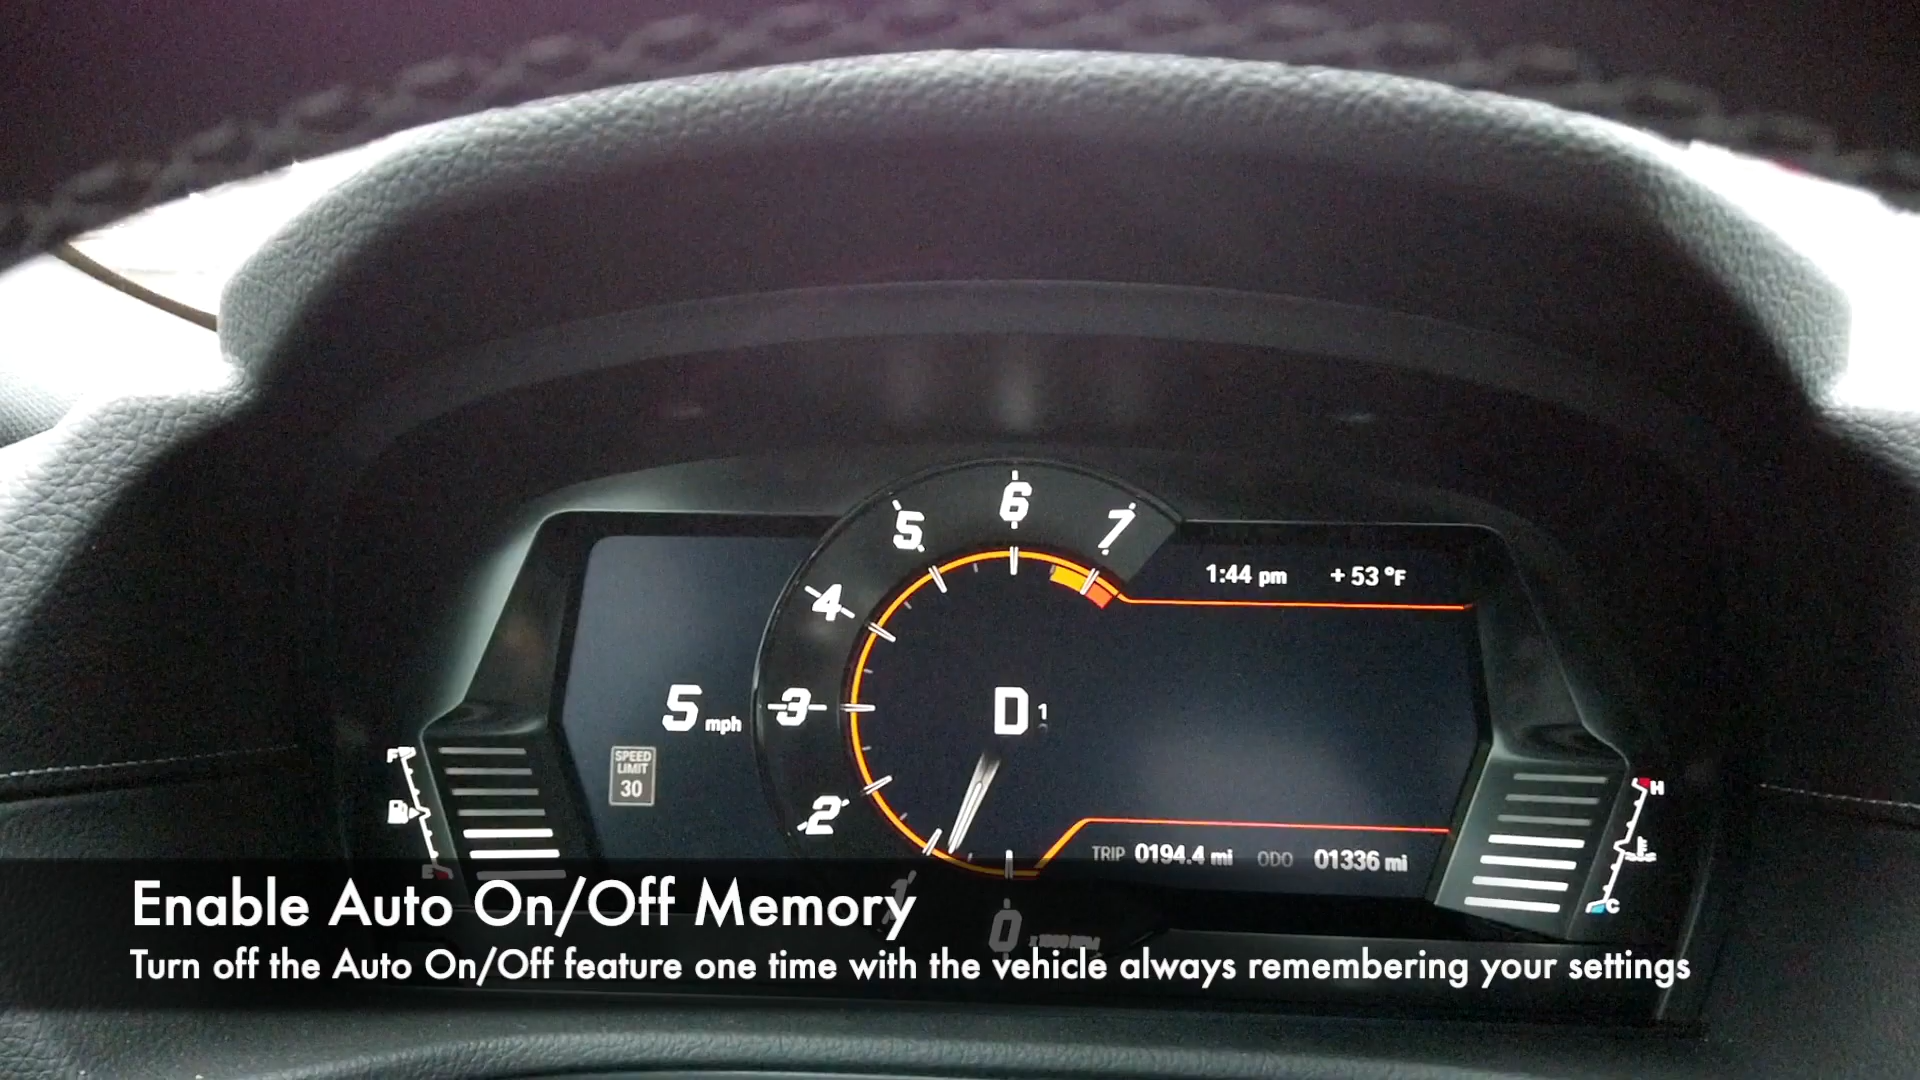 6
5
7
1:44 pm +53 °F
4
5 mph
3
D 1
F
SPEED
LIMIT
30
H
2
TRIP 0194.4 mi ODO 01336 mi
E
C
1
0
Enable Auto On/Off Memory
Turn off the Auto On/Off feature one time with the vehicle always remembering your settings